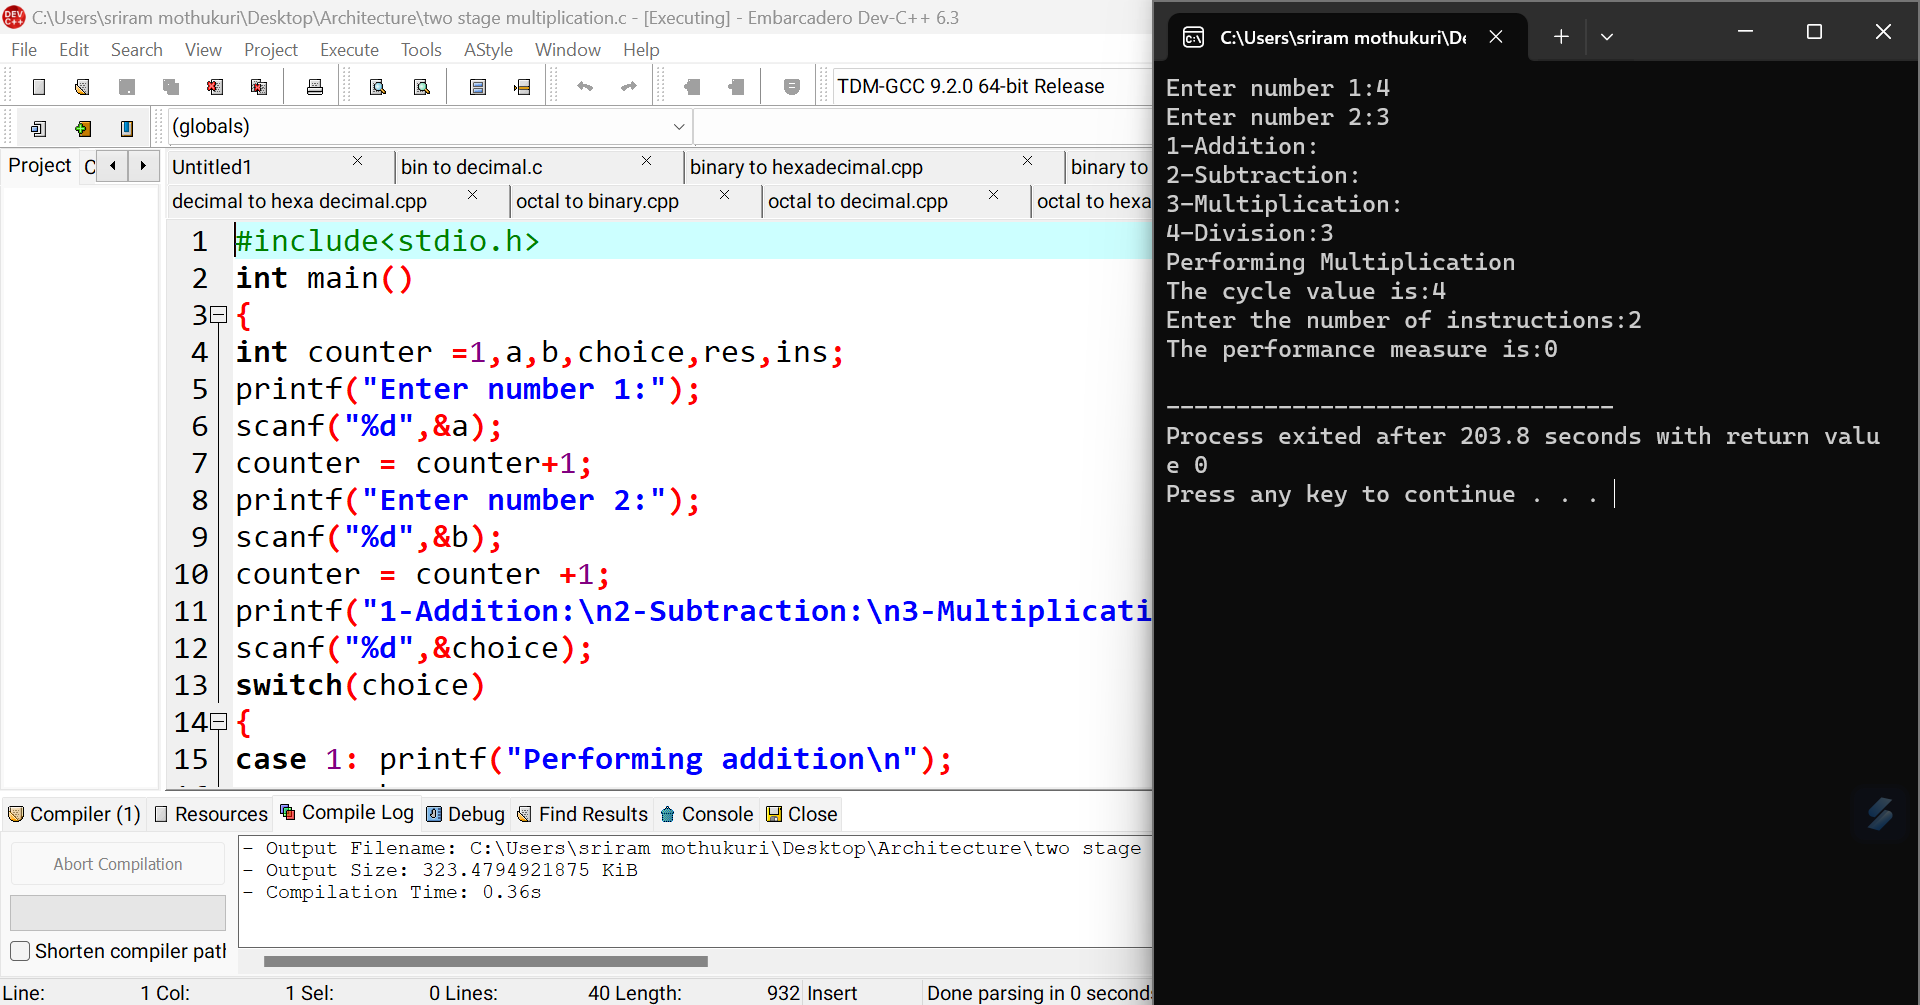 C:\Users\sriram mothukuri\Desktop\Architecture\two stage multiplication.c - [Executing] - Embarcadero Dev-C++ 6.3
File Edit Search View Project Execute Tools AStyle Window Help
TDM-GCC 9.2.0 64-bit Release
(globals)
Project
Untitled1 bin to decimal.c binary to hexadecimal.cpp binary to
decimal to hexa decimal.cpp octal to binary.cpp octal to decimal.cpp octal to hexa
1 #include<stdio.h>
2 int main()
3 {
4 int counter =1,a,b,choice,res,ins;
5 printf("Enter number 1:");
6 scanf("%d",&a);
7 counter = counter+1;
8 printf("Enter number 2:");
9 scanf("%d",&b);
10 counter = counter +1;
11 printf("1-Addition:\n2-Subtraction:\n3-Multiplicati
12 scanf("%d",&choice);
13 switch(choice)
14 {
15 case 1: printf("Performing addition\n");
Compiler (1) Resources Compile Log Debug Find Results Console Close
Abort Compilation
Shorten compiler path
- Output Filename: C:\Users\sriram mothukuri\Desktop\Architecture\two stage
- Output Size: 323.4794921875 KiB
- Compilation Time: 0.36s
Line: 1 Col: 1 Sel: 0 Lines: 40 Length: 932 Insert Done parsing in 0 seconds
C:\Users\sriram mothukuri\De
Enter number 1:4
Enter number 2:3
1-Addition:
2-Subtraction:
3-Multiplication:
4-Division:3
Performing Multiplication
The cycle value is:4
Enter the number of instructions:2
The performance measure is:0
--------------------------------
Process exited after 203.8 seconds with return valu
e 0
Press any key to continue . . .